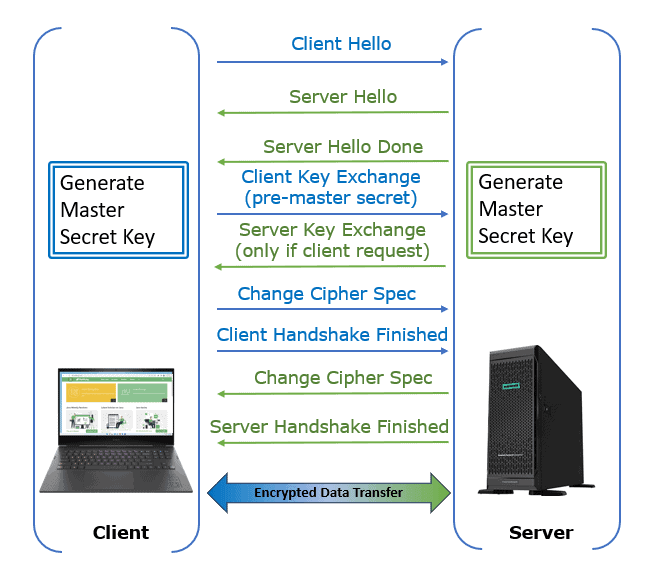 Client Hello
Server Hello
Server Hello Done
Client Key Exchange
(pre-master secret)
Server Key Exchange
(only if client request)
Change Cipher Spec
Client Handshake Finished
Change Cipher Spec
Server Handshake Finished
Encrypted Data Transfer
Generate
Master
Secret Key
Client
Generate
Master
Secret Key
Server